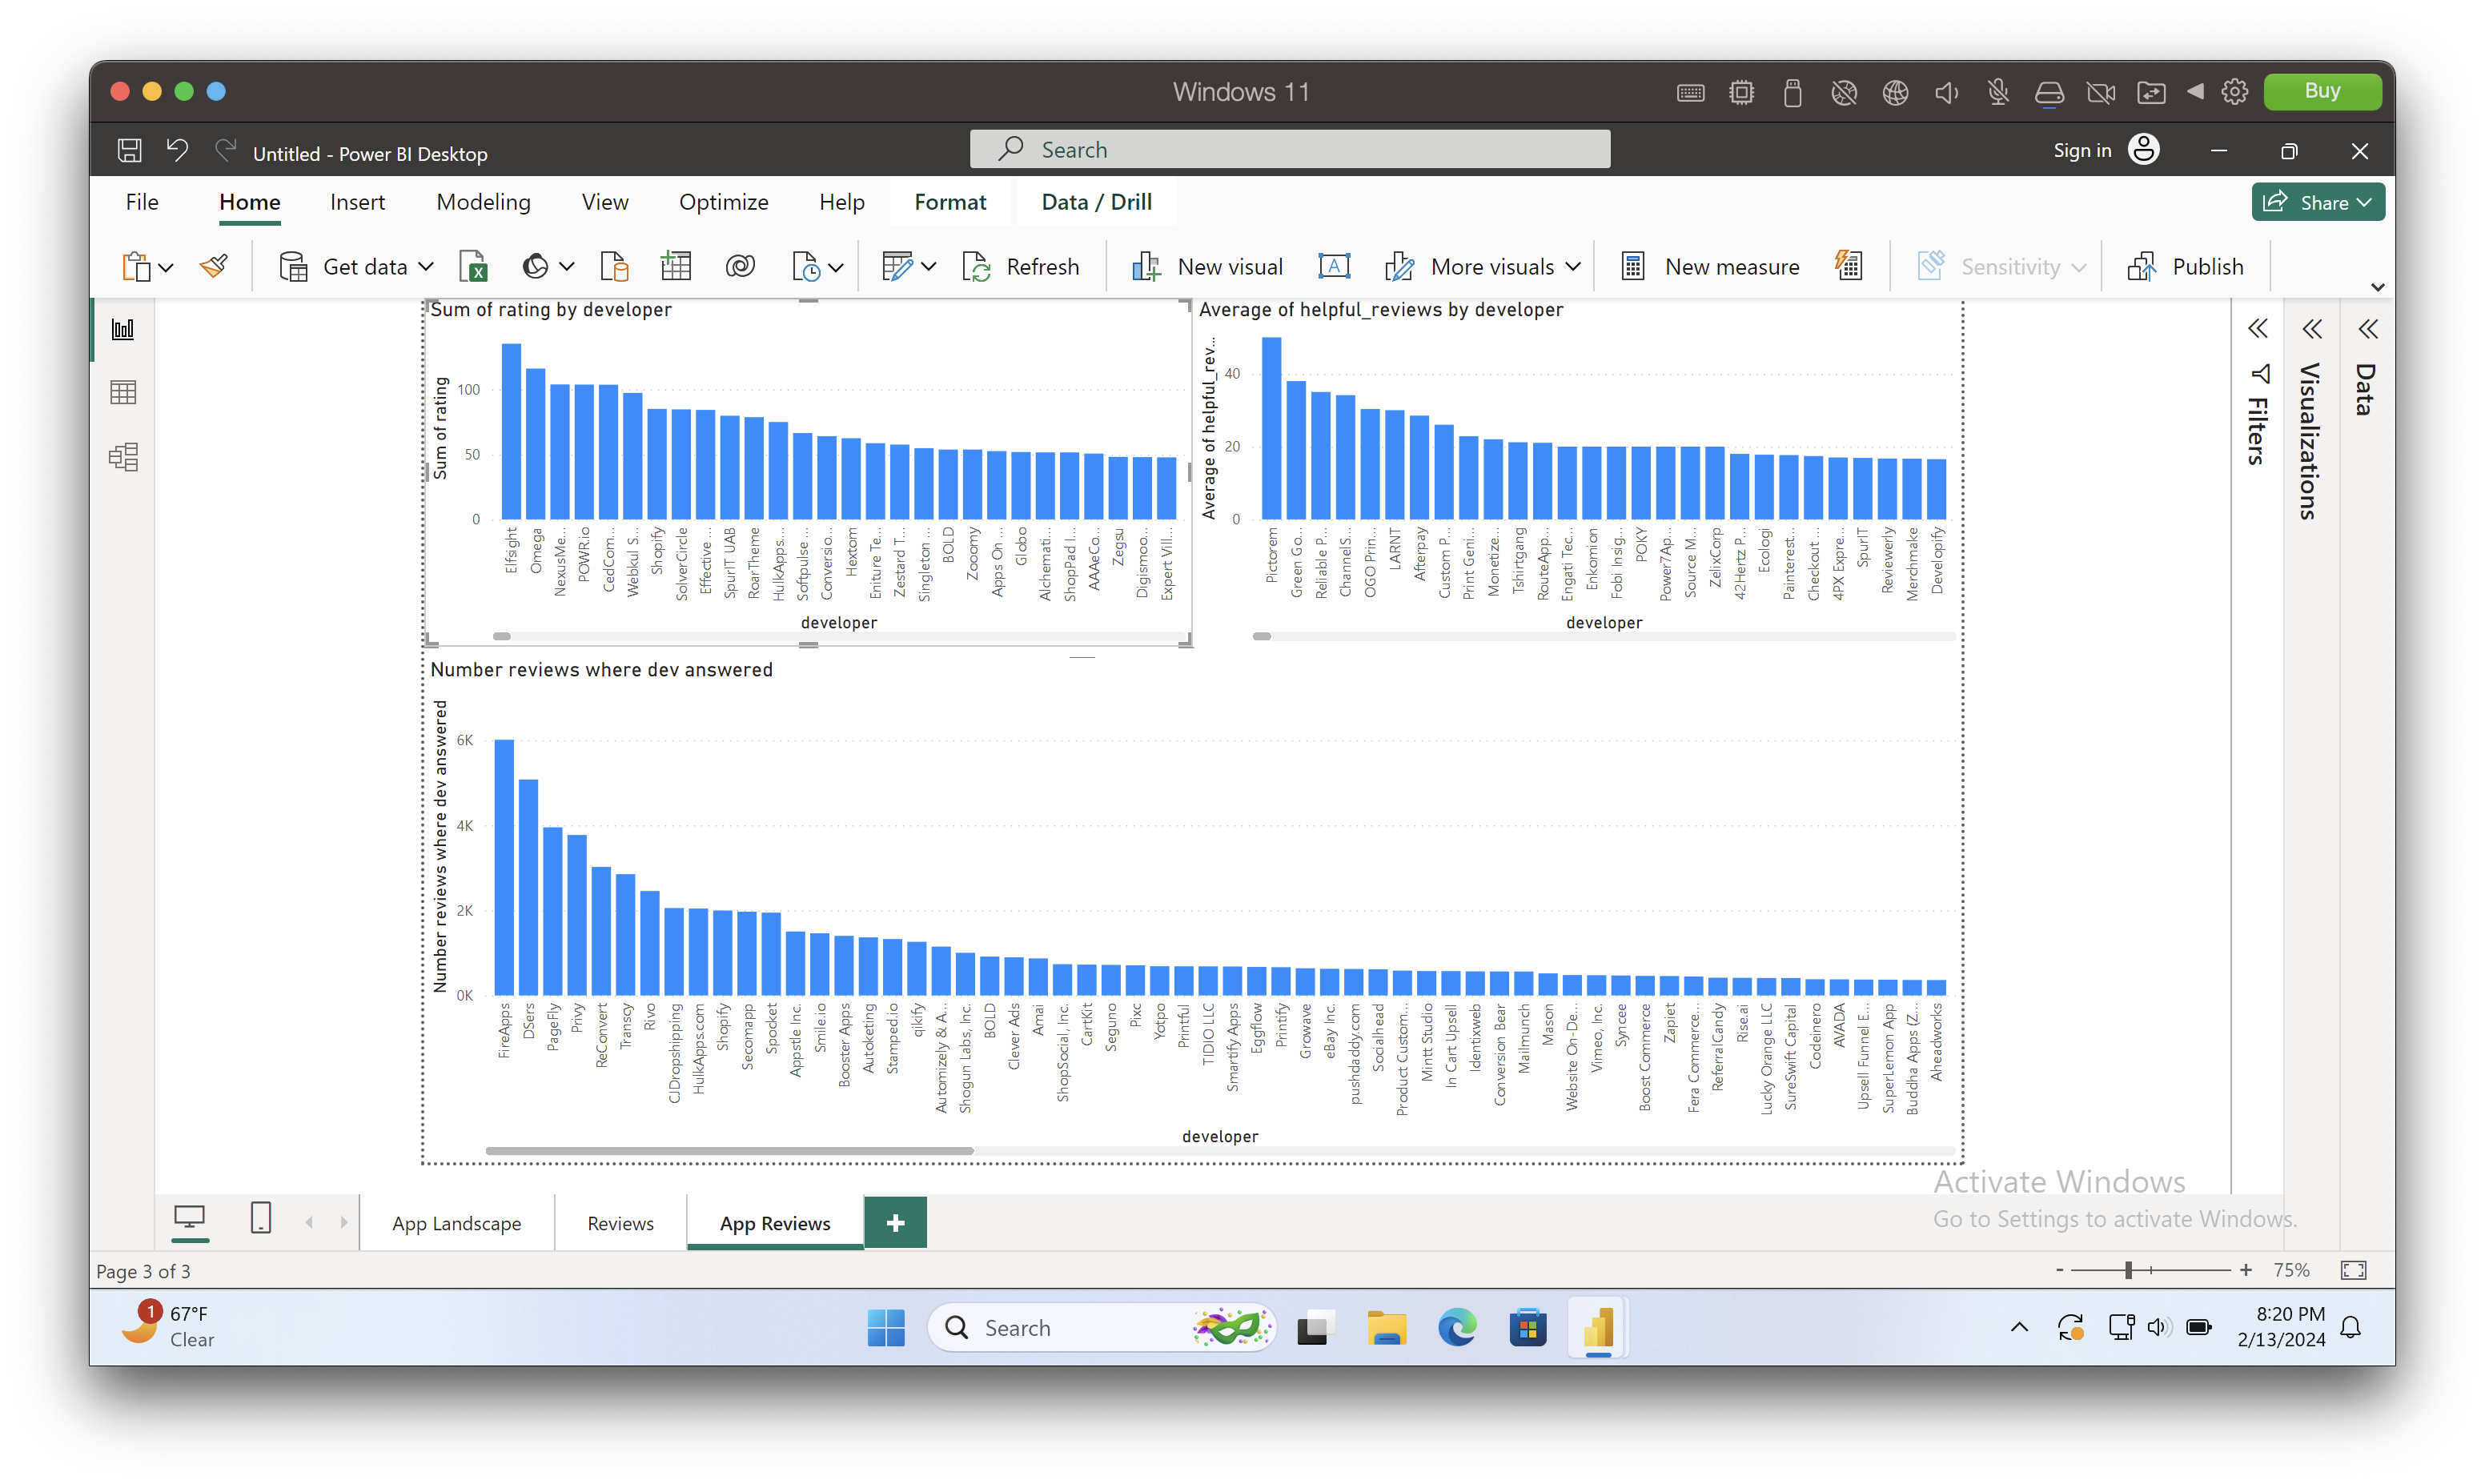 Windows 11
Buy
Untitled - Power BI Desktop
Search
Sign in
File
Home
Insert
Modeling
View
Optimize
Help
Format
Data / Drill
Share
Get data
Refresh
New visual
A
More visuals
New measure
Sensitivity
Publish
Sum of rating by developer
Sum of rating
100
50
0
Elfsight
Omega
NexusMe...
POWR.io
CedCom...
Webkul S...
Shopify
SolverCircle
Effective ...
SpurIT UAB
RoarTheme
HulkApps....
Softpulse ...
Conversio...
Hextom
Eniture Te...
Zestard T...
Singleton ...
BOLD
Zooomy
Apps On ...
Globo
Alchemati...
ShopPad I...
AAAeCo...
Zegsu
Digismoo...
Expert Vill...
developer
Average of helpful_reviews by developer
Average of helpful_rev...
40
20
0
Pictorem
Green Go...
Reliable P...
ChannelS...
OGO Prin...
LARNT
Afterpay
Custom P...
Print Geni...
Monetize...
Tshirtgang
RouteApp...
Engati Tec...
Enkomion
Fobi Insig...
POKY
Power7Ap...
Source M...
ZelixCorp
42Hertz P...
Ecologi
Painterest...
Checkout ...
4PX Expre...
SpurIT
Reviewerly
Merchmake
Developify
developer
Number reviews where dev answered
Number reviews where dev answered
6K
4K
2K
0K
FireApps
DSers
PageFly
Privy
ReConvert
Transcy
Rivo
CJDropshipping
HulkApps.com
Shopify
Secomapp
Spocket
Appstle Inc.
Smile.io
Booster Apps
Autoketing
Stamped.io
qikify
Automizely & A...
Shogun Labs, Inc.
BOLD
Clever Ads
Amai
ShopSocial, Inc.
CartKit
Seguno
Pixc
Yotpo
Printful
TIDIO LLC
Smartify Apps
Eggflow
Printify
Growave
eBay Inc.
pushdaddy.com
Socialhead
Product Custom...
Mintt Studio
In Cart Upsell
Identixweb
Conversion Bear
Mailmunch
Mason
Website On-De...
Vimeo, Inc.
Syncee
Boost Commerce
Zapiet
Fera Commerce...
ReferralCandy
Rise.ai
Lucky Orange LLC
SureSwift Capital
Codeinero
AVADA
Upsell Funnel E...
SuperLemon App
Buddha Apps (Z...
Aheadworks
developer
Filters
Visualizations
Data
Activate Windows
Go to Settings to activate Windows.
App Landscape
Reviews
App Reviews
+
Page 3 of 3
- + 75%
1
67°F
Clear
Search
8:20 PM
2/13/2024